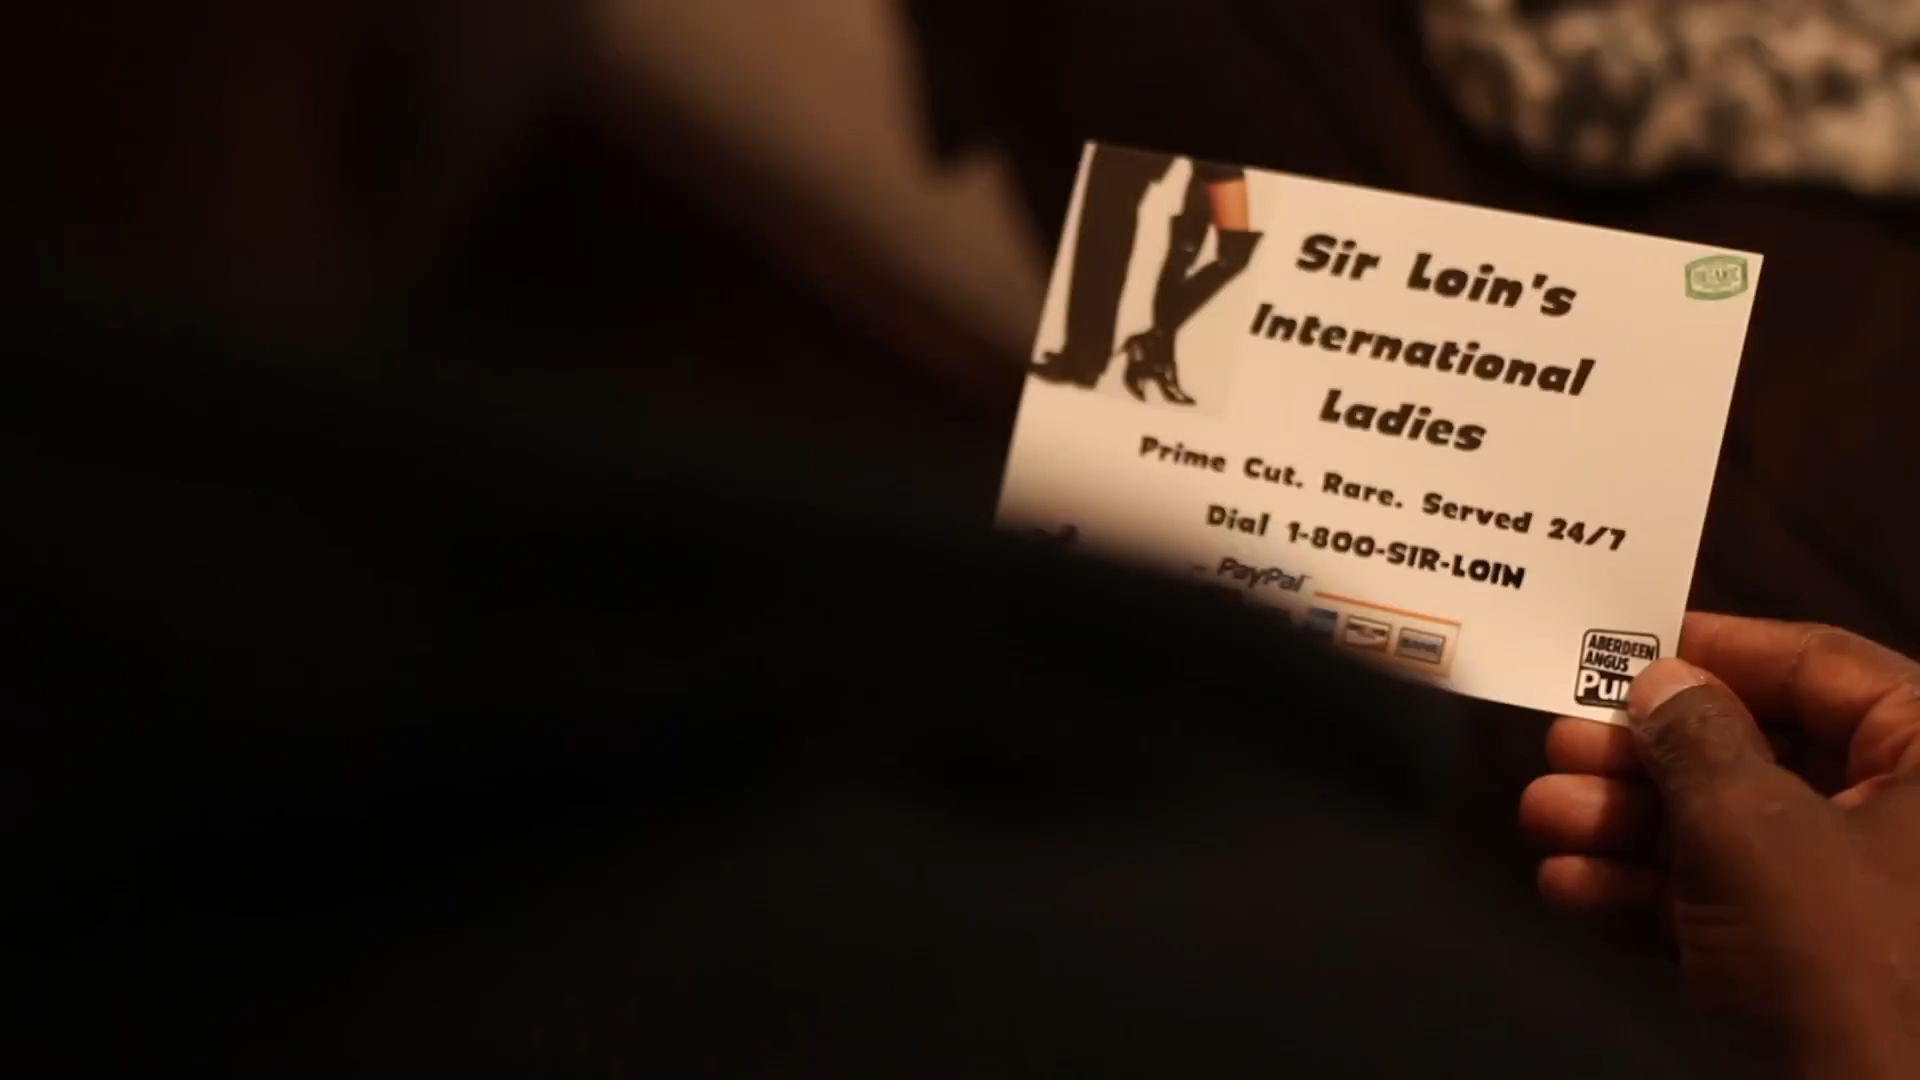 Sir Loin's
International
Ladies
Prime Cut. Rare. Served 24/7
Dial 1-800-SIR-LOIN
PayPal
ABERDEEN
ANGUS